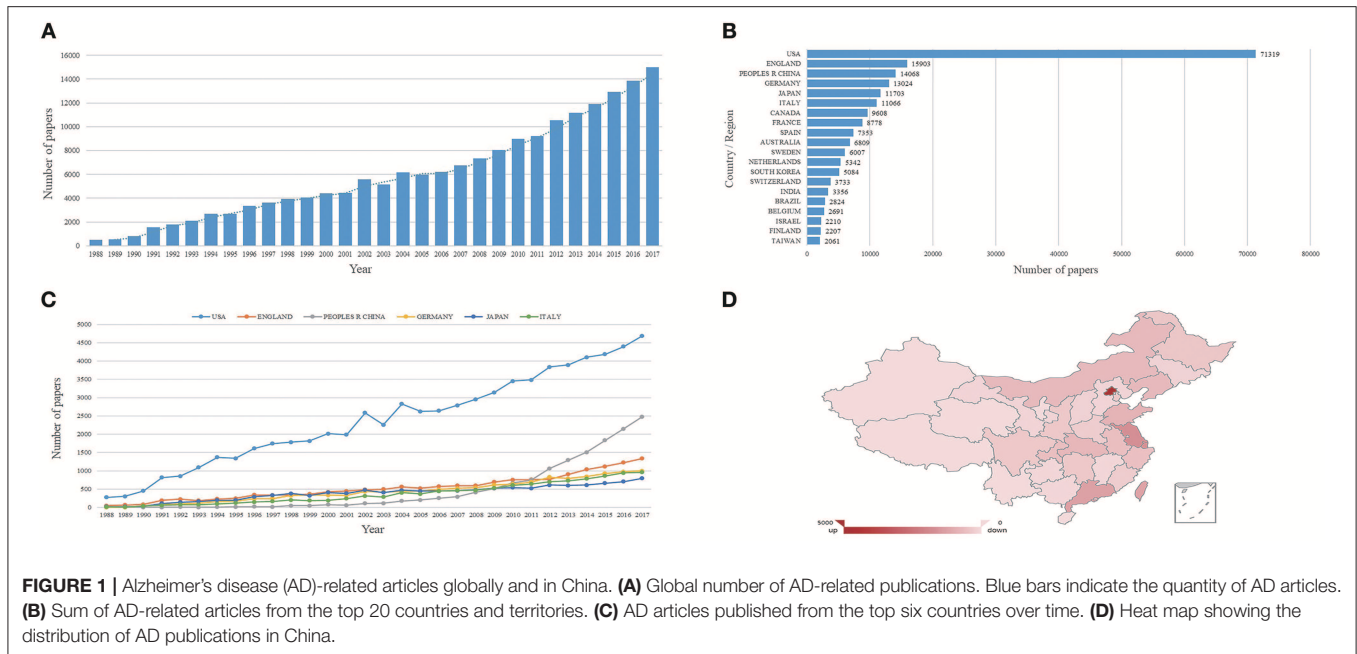 A
16000
14000
12000
10000
8000
6000
4000
2000
0
Number of papers
1988 1989 1990 1991 1992 1993 1994 1995 1996 1997 1998 1999 2000 2001 2002 2003 2004 2005 2006 2007 2008 2009 2010 2011 2012 2013 2014 2015 2016 2017
Year
B
Country / Region
USA 71319
ENGLAND 15903
PEOPLES R CHINA 14068
GERMANY 13024
JAPAN 11703
ITALY 11066
CANADA 9608
FRANCE 8778
SPAIN 7353
AUSTRALIA 6809
SWEDEN 6007
NETHERLANDS 5342
SOUTH KOREA 5084
SWITZERLAND 3733
INDIA 3356
BRAZIL 2824
BELGIUM 2691
ISRAEL 2210
FINLAND 2207
TAIWAN 2061
0 10000 20000 30000 40000 50000 60000 70000 80000
Number of papers
C
USA ENGLAND PEOPLES R CHINA GERMANY JAPAN ITALY
5000
4500
4000
3500
3000
2500
2000
1500
1000
500
0
Number of papers
1988 1989 1990 1991 1992 1993 1994 1995 1996 1997 1998 1999 2000 2001 2002 2003 2004 2005 2006 2007 2008 2009 2010 2011 2012 2013 2014 2015 2016 2017
Year
D
5000 0
up down
FIGURE 1 | Alzheimer's disease (AD)-related articles globally and in China. (A) Global number of AD-related publications. Blue bars indicate the quantity of AD articles.
(B) Sum of AD-related articles from the top 20 countries and territories. (C) AD articles published from the top six countries over time. (D) Heat map showing the
distribution of AD publications in China.